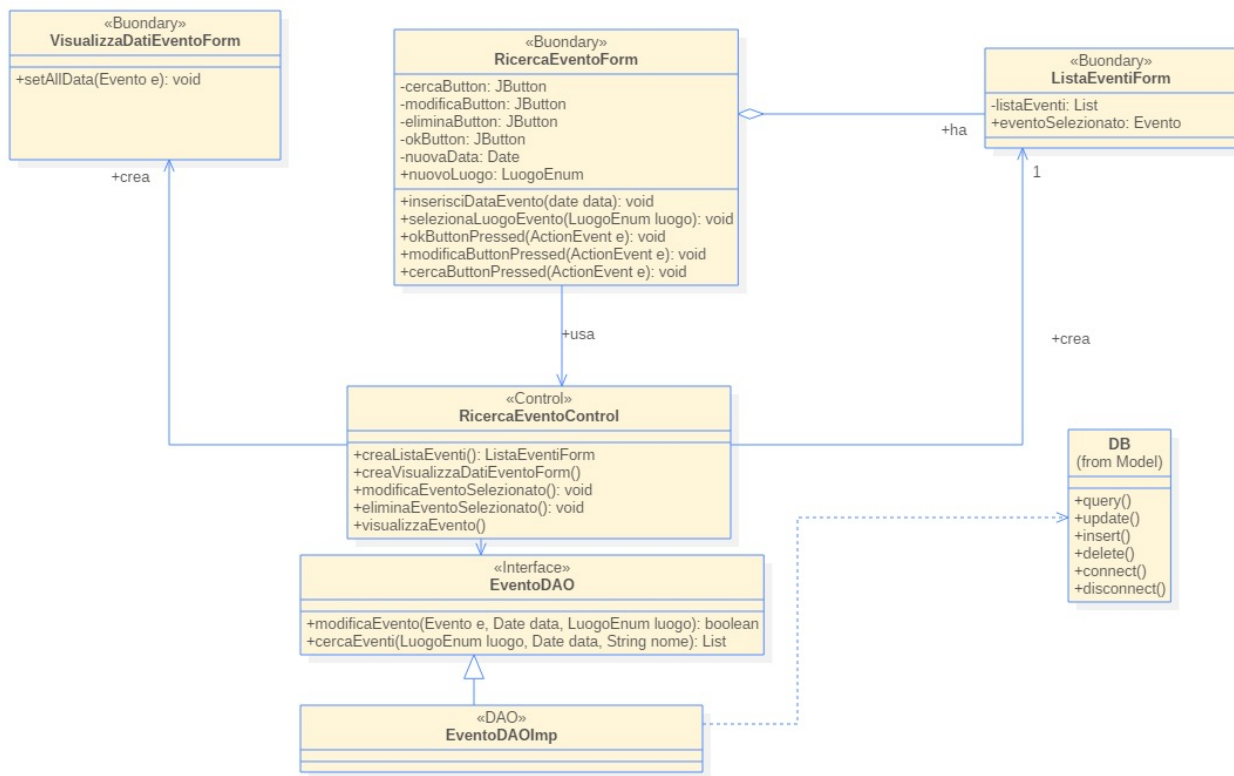 «Buondary»
VisualizzaDatiEventoForm
+setAllData(Evento e): void
«Buondary»
RicercaEventoForm
-cercaButton: JButton
-modificaButton: JButton
-eliminaButton: JButton
-okButton: JButton
-nuovaData: Date
+nuovoLuogo: LuogoEnum
+inserisciDataEvento(date data): void
+selezionaLuogoEvento(LuogoEnum luogo): void
+okButtonPressed(ActionEvent e): void
+modificaButtonPressed(ActionEvent e): void
+cercaButtonPressed(ActionEvent e): void
«Buondary»
ListaEventiForm
-listaEventi: List
+eventoSelezionato: Evento
+ha
+crea
1
+usa
+crea
«Control»
RicercaEventoControl
+creaListaEventi(): ListaEventiForm
+creaVisualizzaDatiEventoForm()
+modificaEventoSelezionato(): void
+eliminaEventoSelezionato(): void
+visualizzaEvento()
DB
(from Model)
+query()
+update()
+insert()
+delete()
+connect()
+disconnect()
«Interface»
EventoDAO
+modificaEvento(Evento e, Date data, LuogoEnum luogo): boolean
+cercaEventi(LuogoEnum luogo, Date data, String nome): List
«DAO»
EventoDAOImp